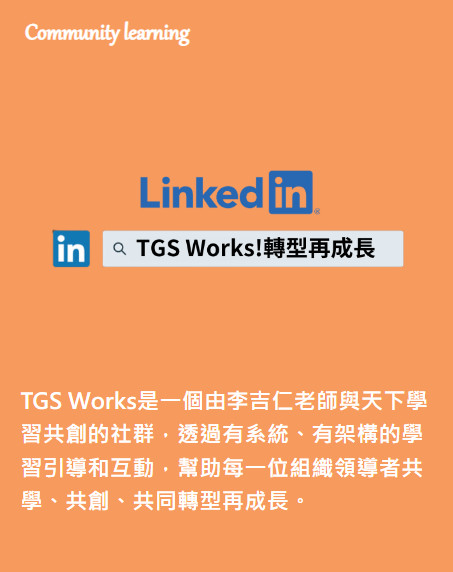 Community learning
Linked in
in TGS Works!轉型再成長
TGS Works是一個由李吉仁老師與天下學
習共創的社群，透過有系統、有架構的學
習引導和互動，幫助每一位組織領導者共
學、共創、共同轉型再成長。